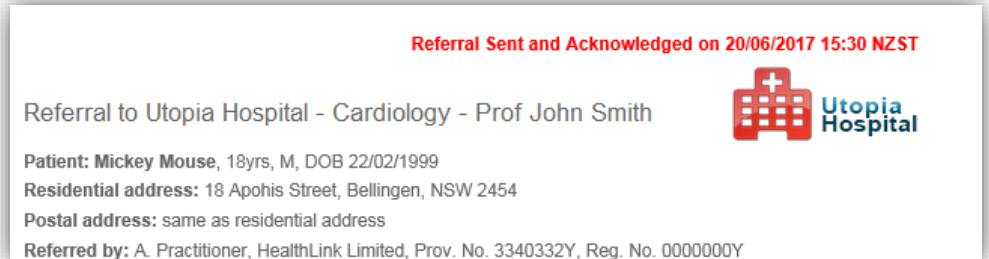 Referral Sent and Acknowledged on 20/06/2017 15:30 NZST
Utopia
Hospital
Referral to Utopia Hospital - Cardiology - Prof John Smith
Patient: Mickey Mouse, 18yrs, M, DOB 22/02/1999
Residential address: 18 Apohis Street, Bellingen, NSW 2454
Postal address: same as residential address
Referred by: A. Practitioner, HealthLink Limited, Prov. No. 3340332Y, Reg. No. 0000000Y